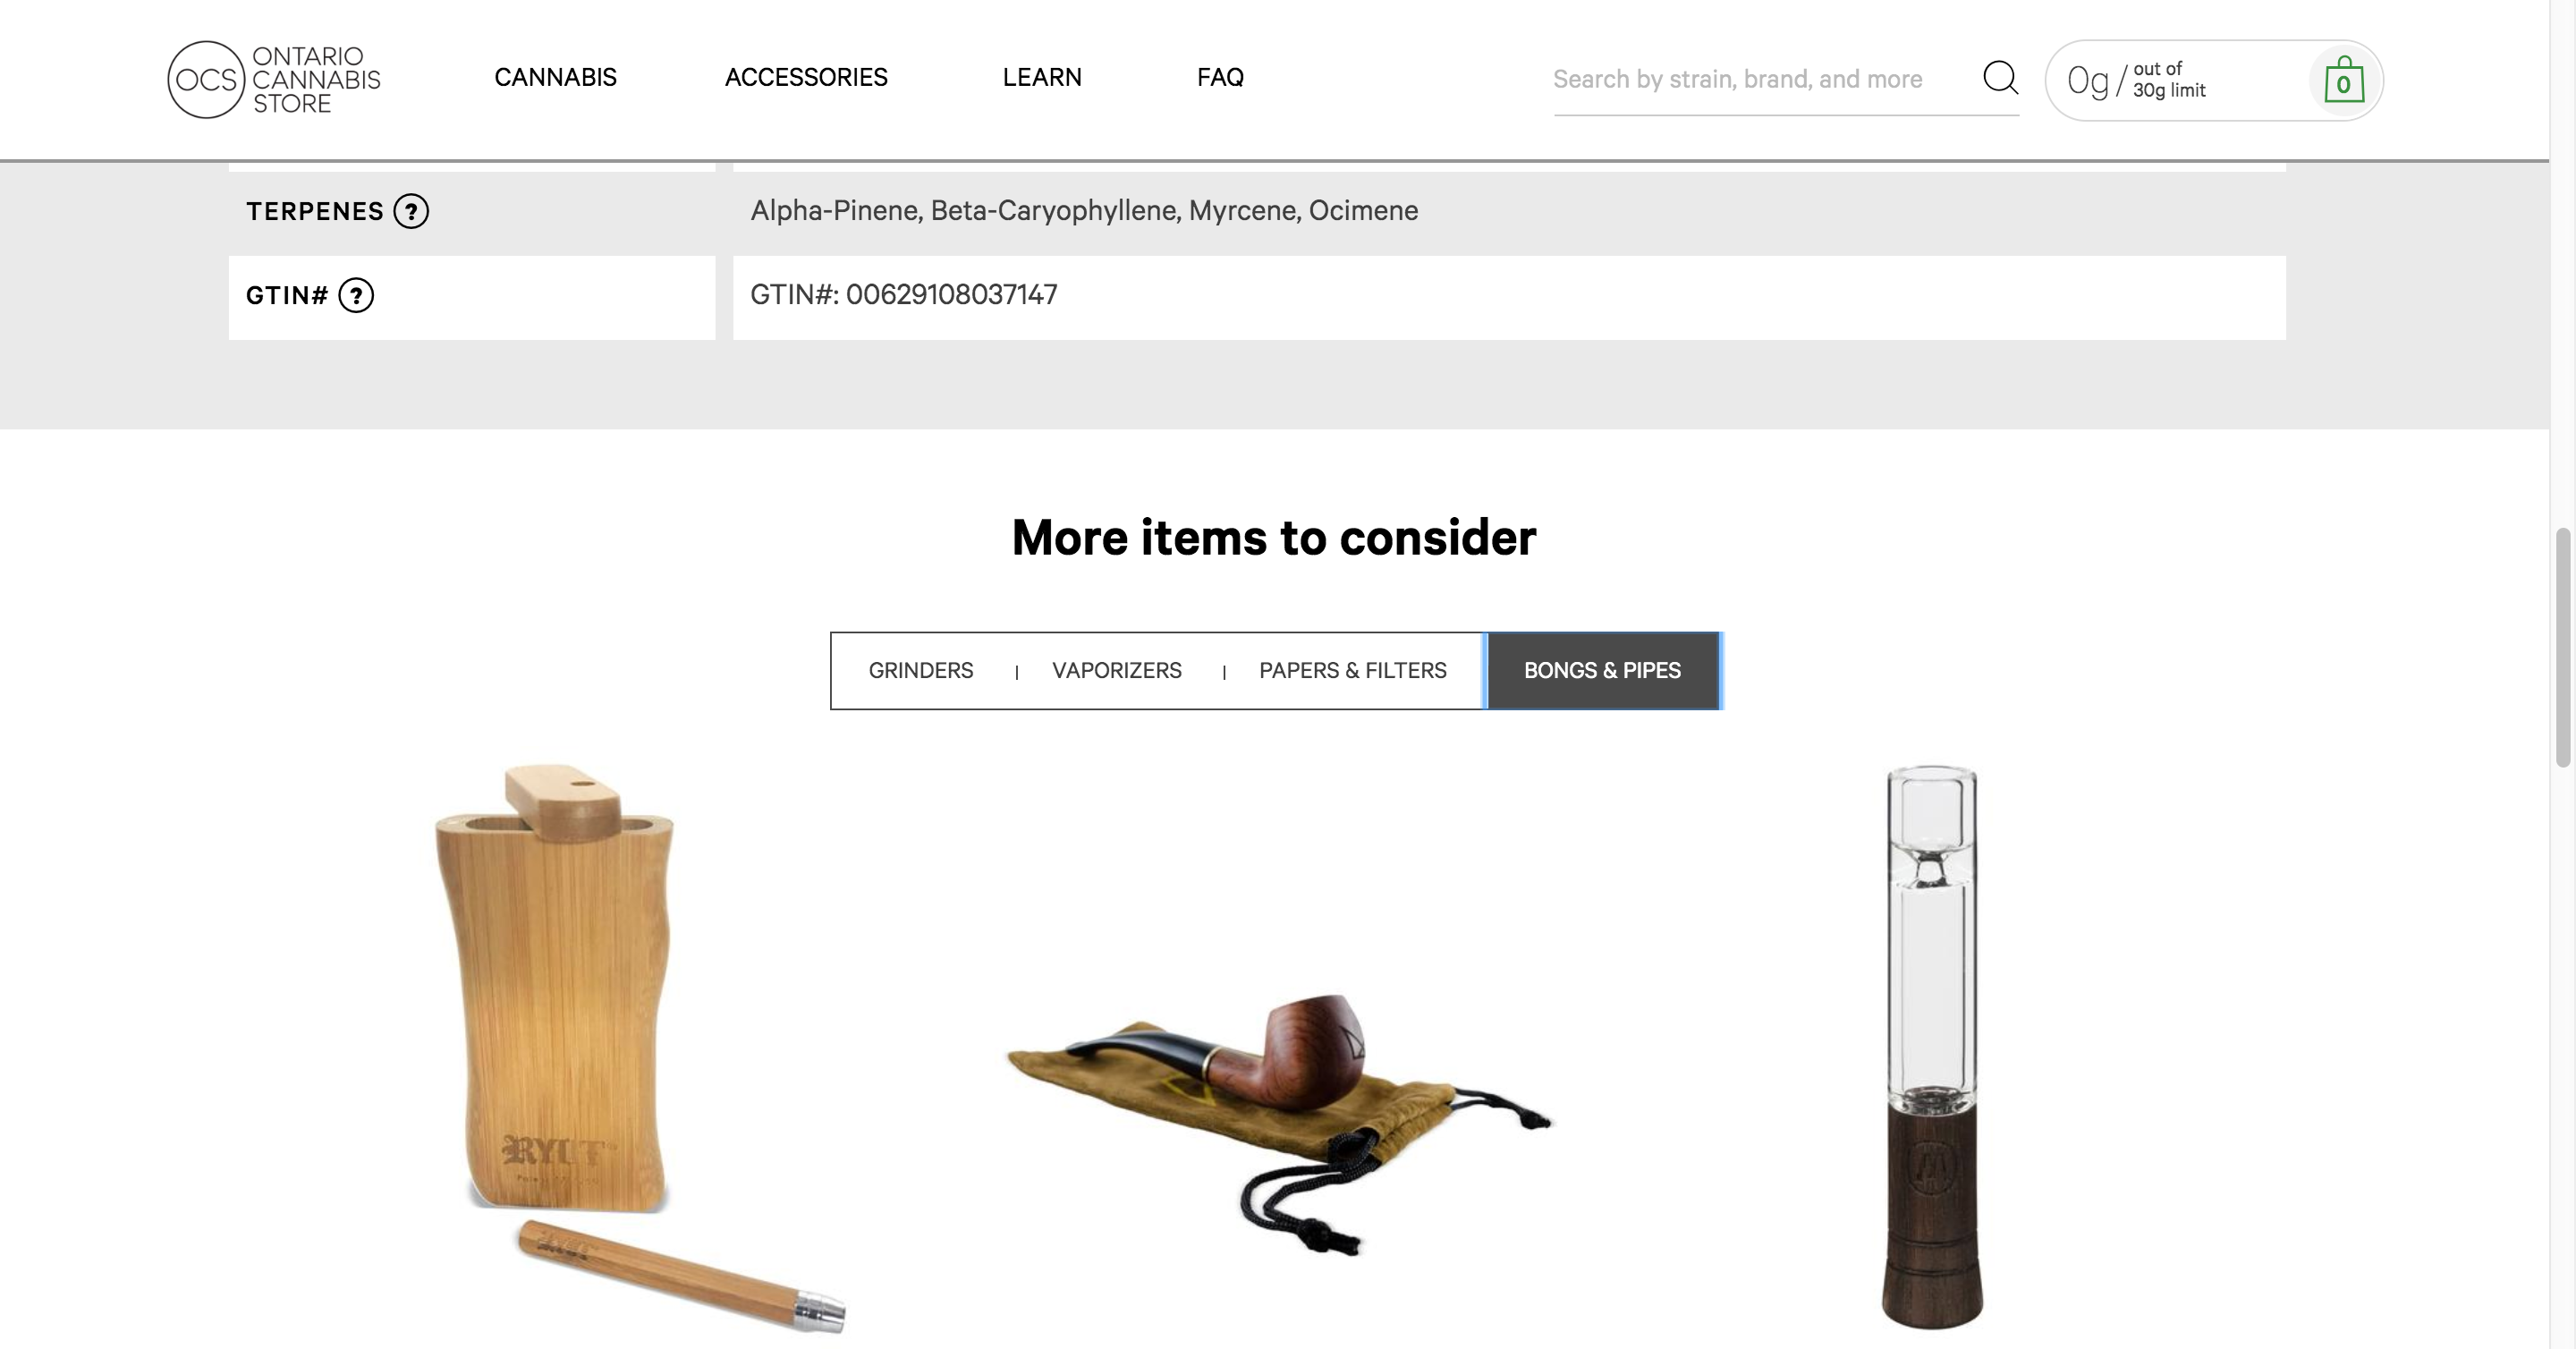 OCS
ONTARIO
CANNABIS
STORE
CANNABIS
ACCESSORIES
LEARN
FAQ
Search by strain, brand, and more
0g / out of
30g limit
0
TERPENES ? Alpha-Pinene, Beta-Caryophyllene, Myrcene, Ocimene
GTIN# ? GTIN#: 00629108037147
More items to consider
GRINDERS | VAPORIZERS | PAPERS & FILTERS BONGS & PIPES
RYOT